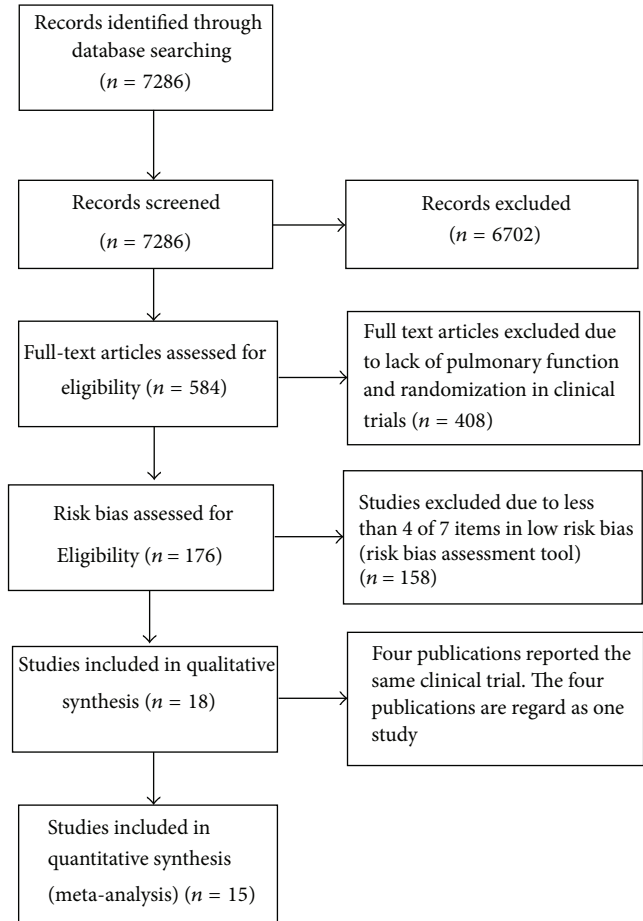 Records identified through
database searching
(n = 7286)
Records screened
(n = 7286)
Records excluded
(n = 6702)
Full-text articles assessed for
eligibility (n = 584)
Full text articles excluded due
to lack of pulmonary function
and randomization in clinical
trials (n = 408)
Risk bias assessed for
Eligibility (n = 176)
Studies excluded due to less
than 4 of 7 items in low risk bias
(risk bias assessment tool)
(n = 158)
Studies included in qualitative
synthesis (n = 18)
Four publications reported the
same clinical trial. The four
publications are regard as one
study
Studies included in
quantitative synthesis
(meta-analysis) (n = 15)